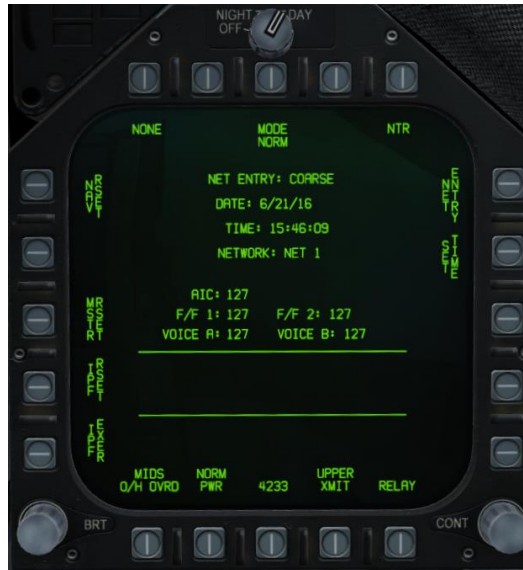 NIGHT DAY
OFF
NONE MODE NTR
NORM
NAV RSET
NET ENTRY: COARSE
NET ENTRY
DATE: 6/21/16
TIME: 15:46:09
SET TIME
NETWORK: NET 1
AIC: 127
MSTR RSET
F/F 1: 127 F/F 2: 127
VOICE A: 127 VOICE B: 127
IPF RSET
IPF EXER
MIDS NORM UPPER
O/H OVRD PWR 4233 XMIT RELAY
BRT CONT